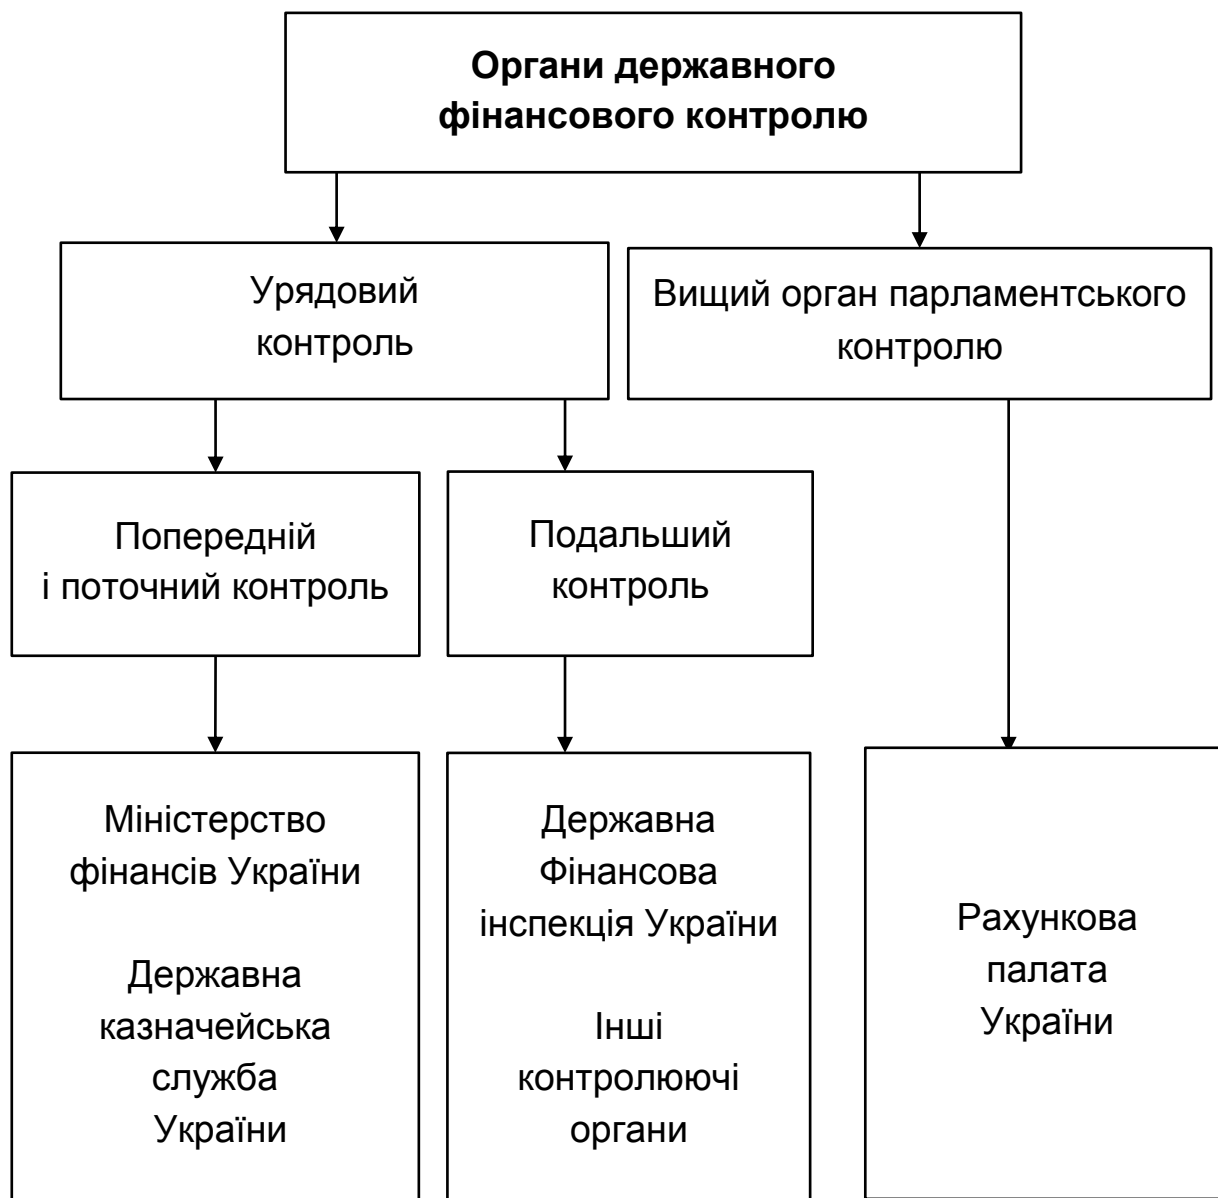 Органи державного
фінансового контролю
Урядовий
контроль
Вищий орган парламентського
контролю
Попередній
і поточний контроль
Подальший
контроль
Міністерство
фінансів України
Державна
казначейська
служба
України
Державна
Фінансова
інспекція України
Інші
контролюючі
органи
Рахункова
палата
України